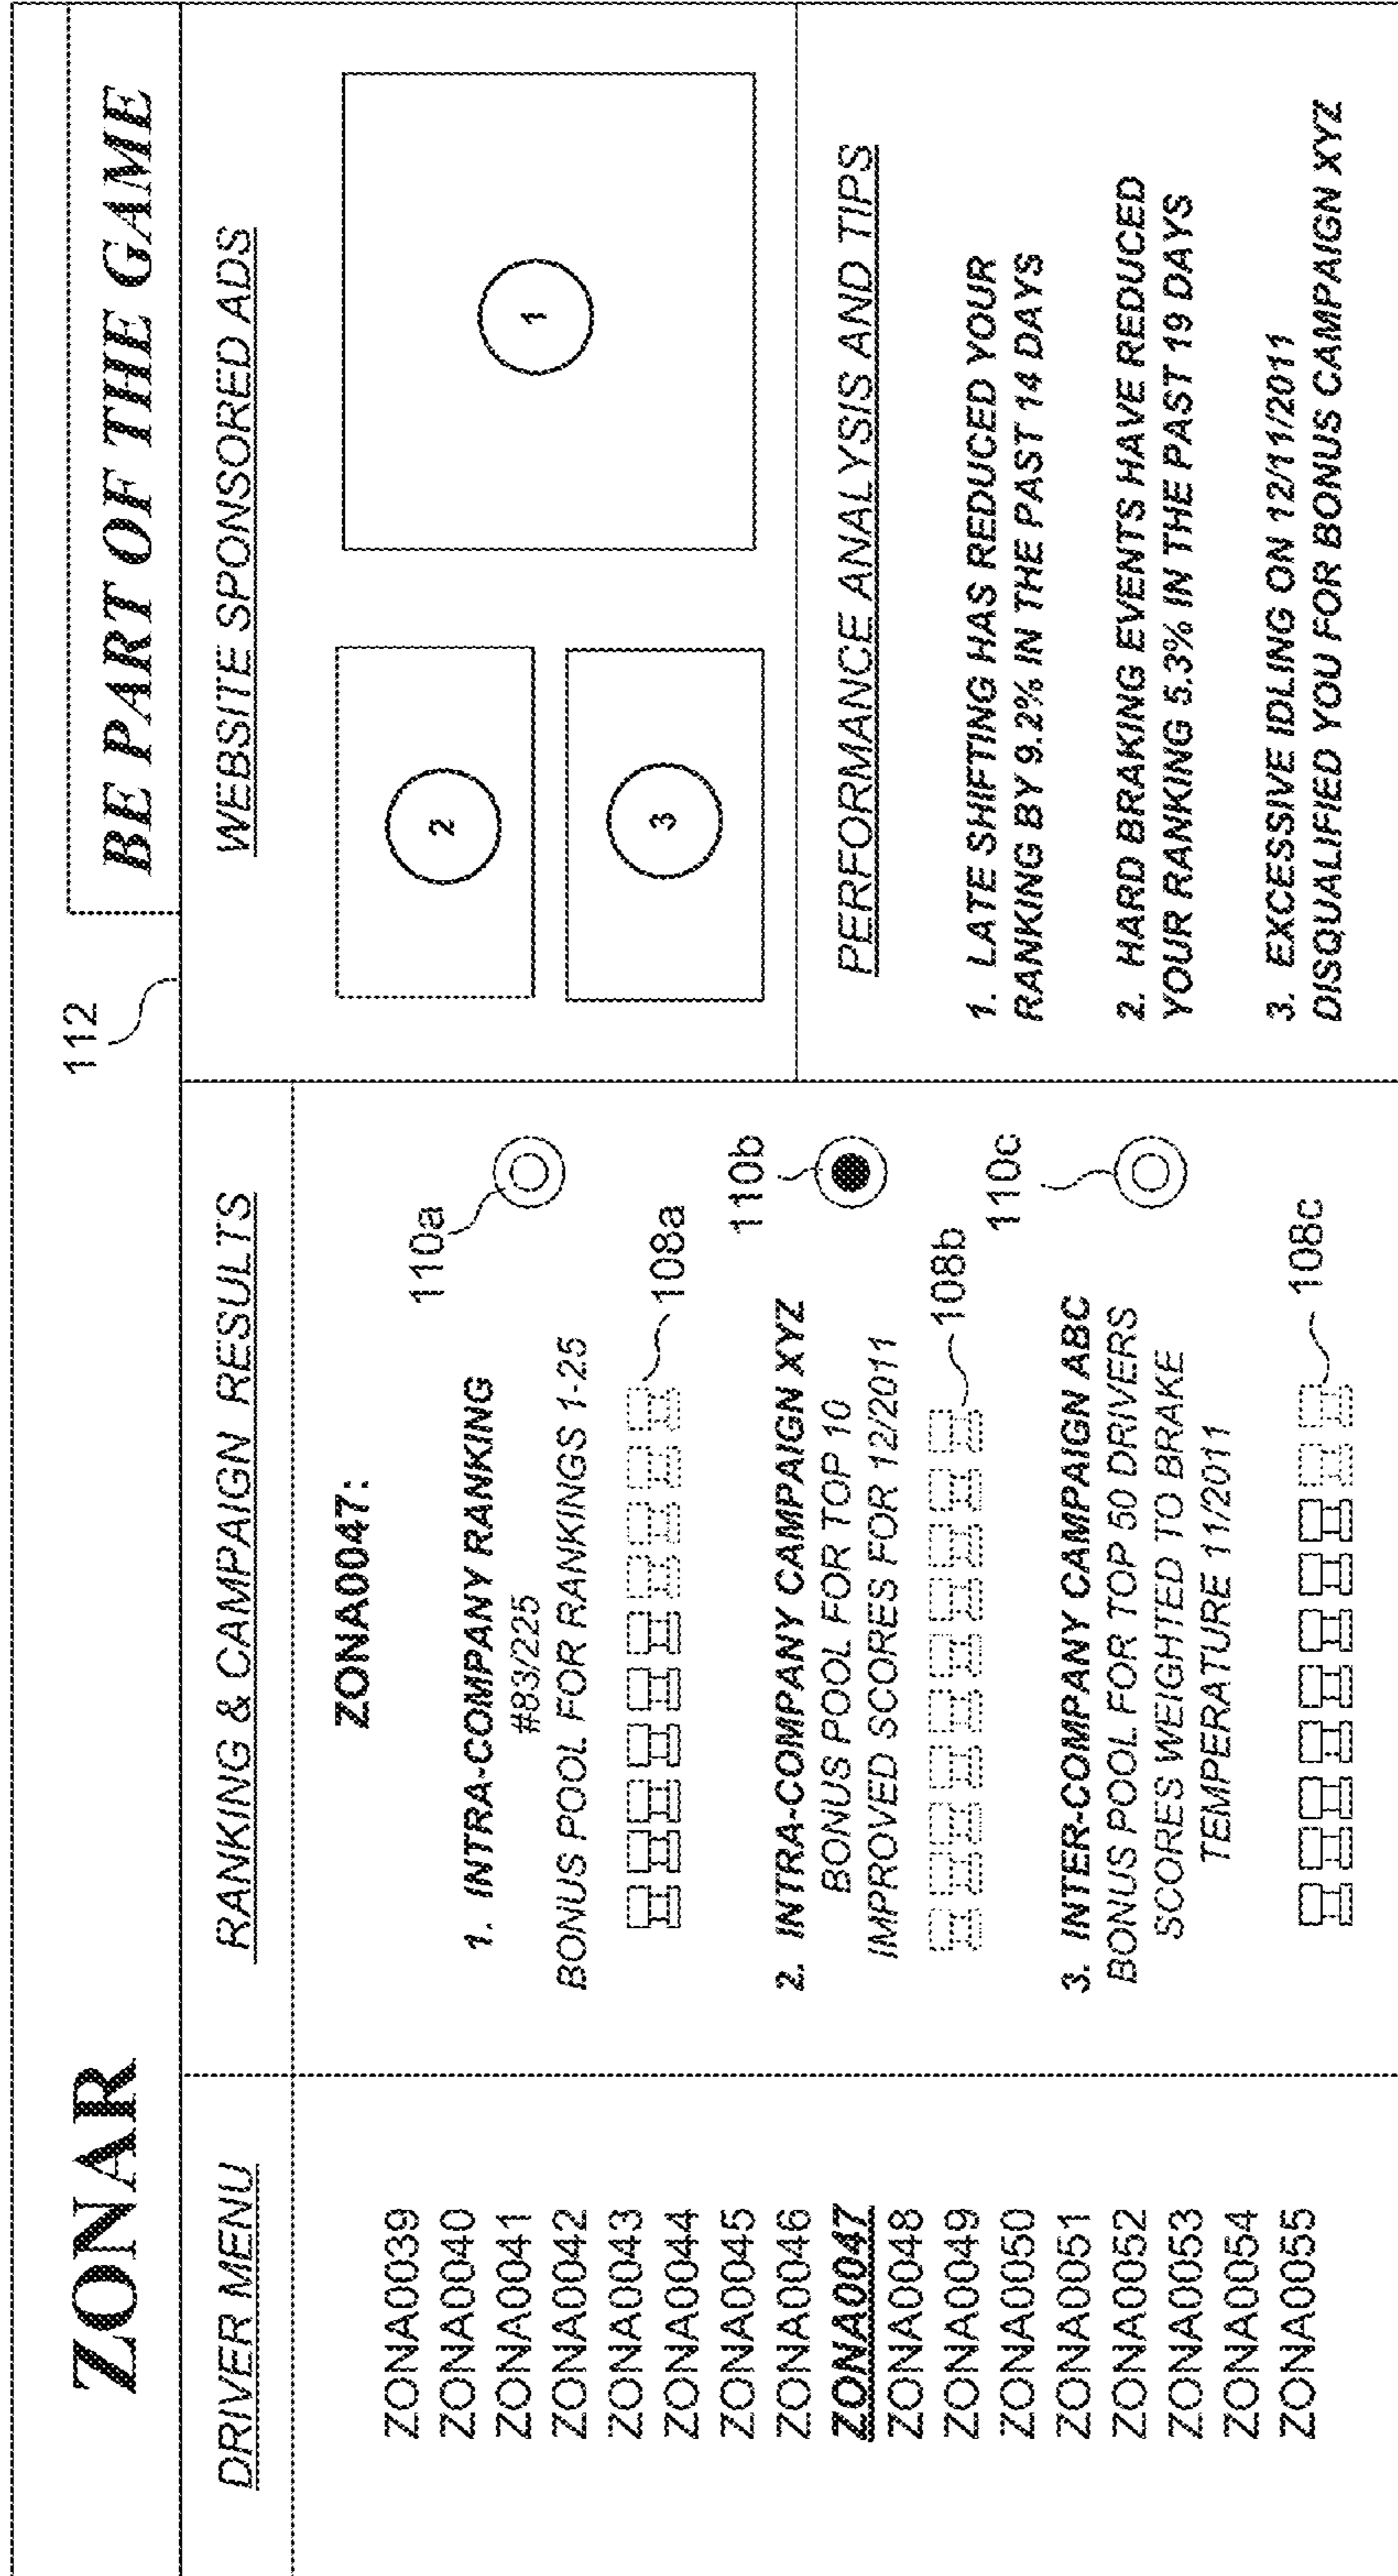 ZONAR
112
BE PART OF THE GAME
DRIVER MENU
ZONA0039
ZONA0040
ZONA0041
ZONA0042
ZONA0043
ZONA0044
ZONA0045
ZONA0046
ZONA0047
ZONA0048
ZONA0049
ZONA0050
ZONA0051
ZONA0052
ZONA0053
ZONA0054
ZONA0055
RANKING & CAMPAIGN RESULTS
ZONA0047:
110a
1. INTRA-COMPANY RANKING
#83/225
BONUS POOL FOR RANKINGS 1-25
108a
110b
2. INTRA-COMPANY CAMPAIGN XYZ
BONUS POOL FOR TOP 10
IMPROVED SCORES FOR 12/2011
108b
110c
3. INTER-COMPANY CAMPAIGN ABC
BONUS POOL FOR TOP 50 DRIVERS
SCORES WEIGHTED TO BRAKE
TEMPERATURE 11/2011
108c
WEBSITE SPONSORED ADS
2
1
3
PERFORMANCE ANALYSIS AND TIPS
1. LATE SHIFTING HAS REDUCED YOUR
RANKING BY 9.2% IN THE PAST 14 DAYS
2. HARD BRAKING EVENTS HAVE REDUCED
YOUR RANKING 5.3% IN THE PAST 19 DAYS
3. EXCESSIVE IDLING ON 12/11/2011
DISQUALIFIED YOU FOR BONUS CAMPAIGN XYZ